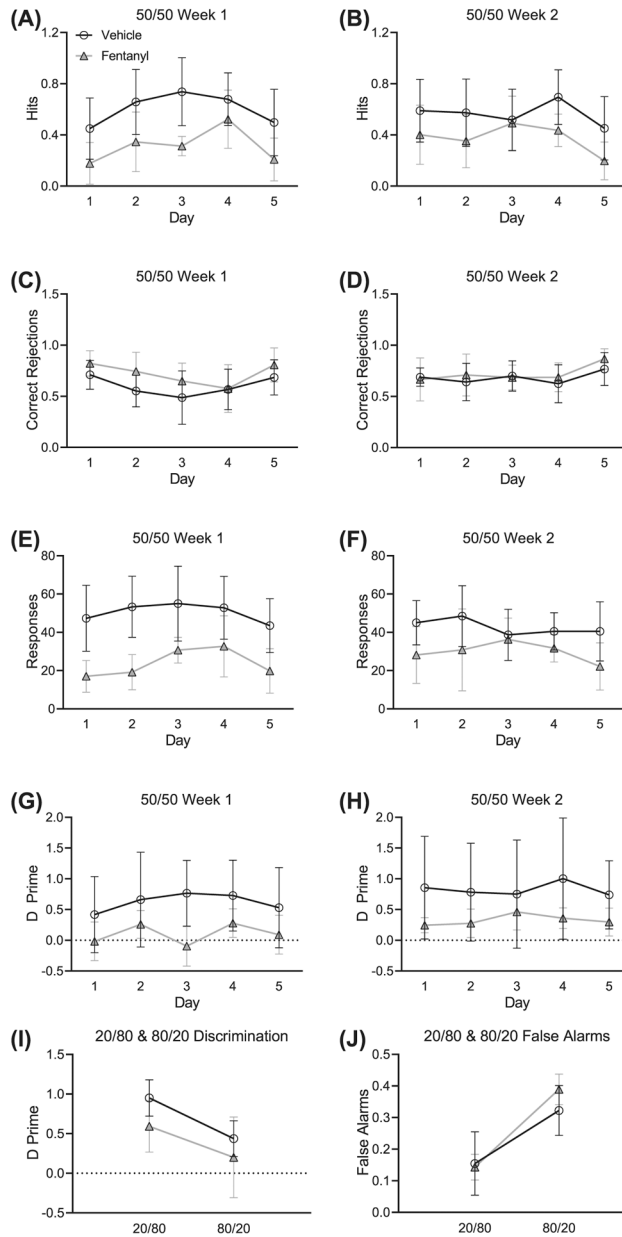 (A) 50/50 Week 1
Vehicle
Fentanyl
Hits
1.2
0.8
0.4
0.0
1 2 3 4 5
Day
(B) 50/50 Week 2
Hits
1.2
0.8
0.4
0.0
1 2 3 4 5
Day
(C) 50/50 Week 1
Correct Rejections
1.5
1.0
0.5
0.0
1 2 3 4 5
Day
(D) 50/50 Week 2
Correct Rejections
1.5
1.0
0.5
0.0
1 2 3 4 5
Day
(E) 50/50 Week 1
Responses
80
60
40
20
0
1 2 3 4 5
Day
(F) 50/50 Week 2
Responses
80
60
40
20
0
1 2 3 4 5
Day
(G) 50/50 Week 1
D Prime
2.0
1.5
1.0
0.5
0.0
-0.5
1 2 3 4 5
Day
(H) 50/50 Week 2
D Prime
2.0
1.5
1.0
0.5
0.0
-0.5
1 2 3 4 5
Day
(I) 20/80 & 80/20 Discrimination
D Prime
1.5
1.0
0.5
0.0
-0.5
20/80 80/20
(J) 20/80 & 80/20 False Alarms
False Alarms
0.5
0.4
0.3
0.2
0.1
0.0
20/80 80/20